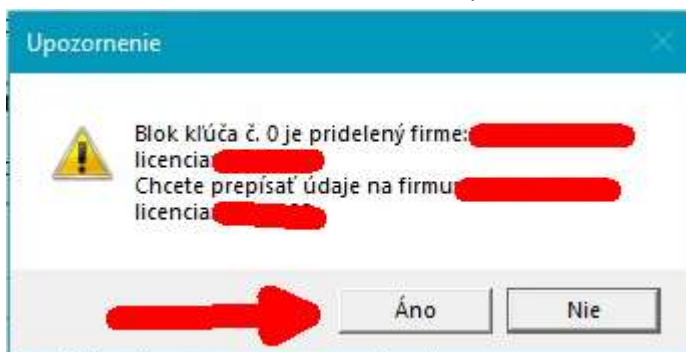 Upozornenie
Blok kľúča č. 0 je pridelený firme:
licencia:
Chcete prepísať údaje na firmu
licencia:
Áno
Nie